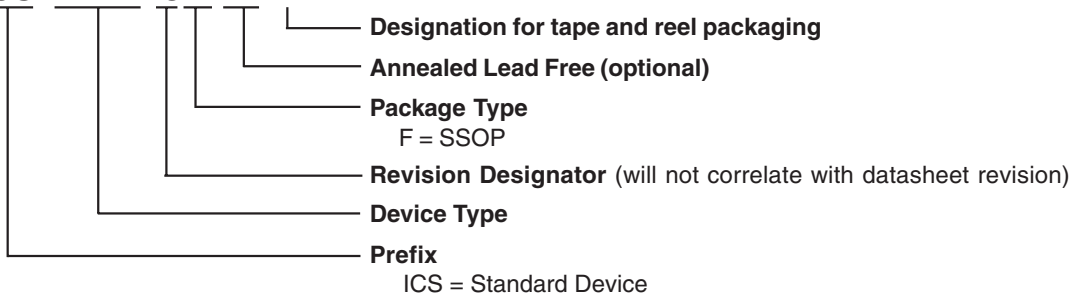 Designation for tape and reel packaging
Annealed Lead Free (optional)
Package Type
F = SSOP
Revision Designator (will not correlate with datasheet revision)
Device Type
Prefix
ICS = Standard Device